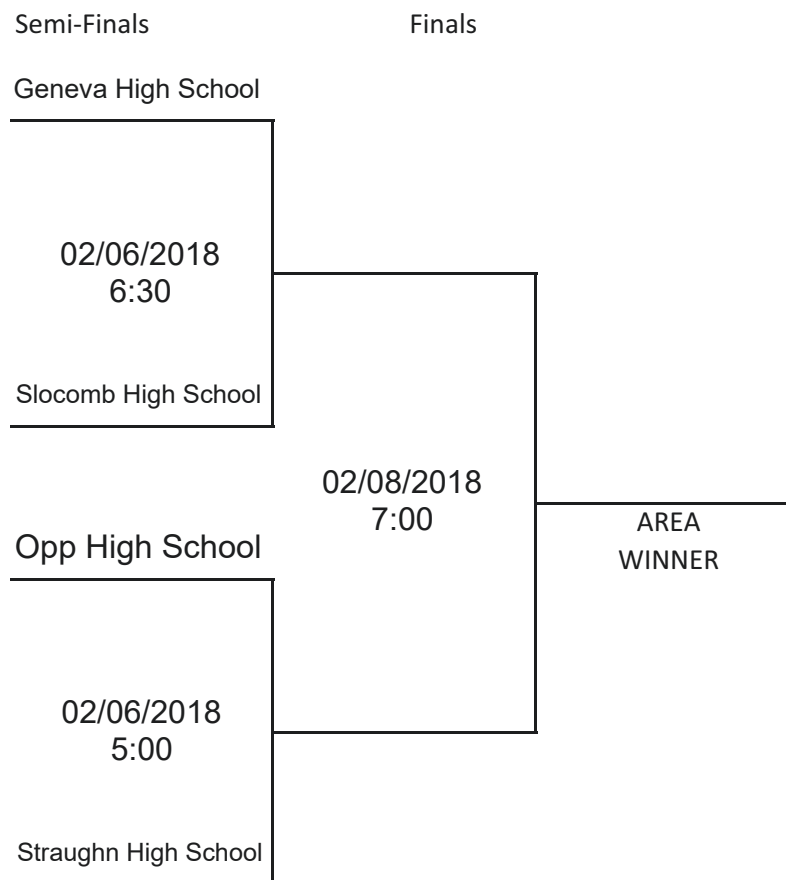 Semi-Finals
Finals
Geneva High School
02/06/2018
6:30
Slocomb High School
02/08/2018
7:00
AREA
WINNER
Opp High School
02/06/2018
5:00
Straughn High School